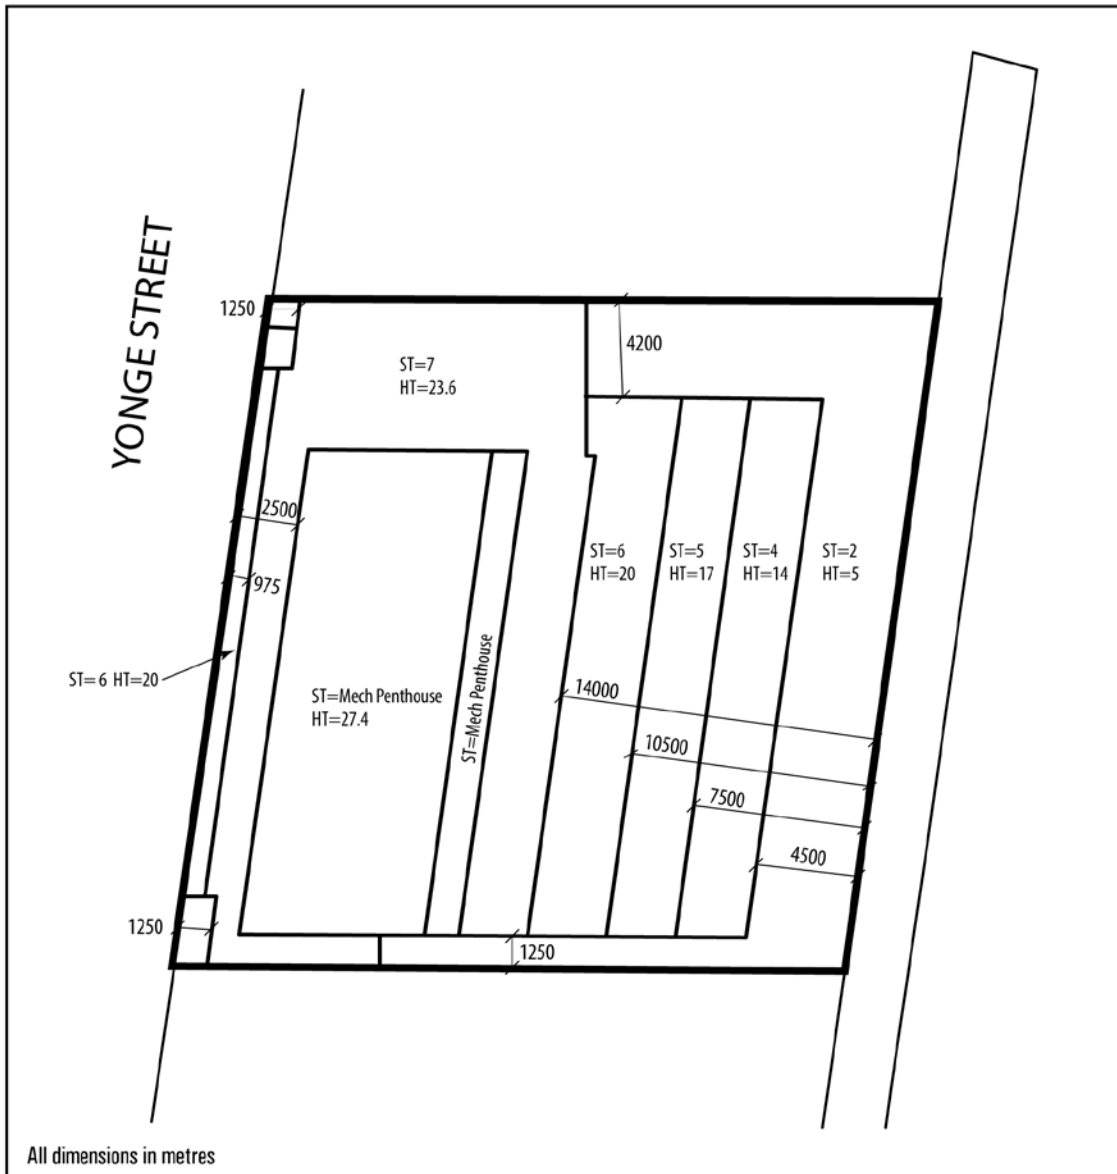 YONGE STREET
1250
4200
ST=7
HT=23.6
2500
975
ST=6
HT=20
ST=5
HT=17
ST=4
HT=14
ST=2
HT=5
ST=6 HT=20
ST=Mech Penthouse
HT=27.4
ST=Mech Penthouse
14000
10500
7500
4500
1250
1250
All dimensions in metres